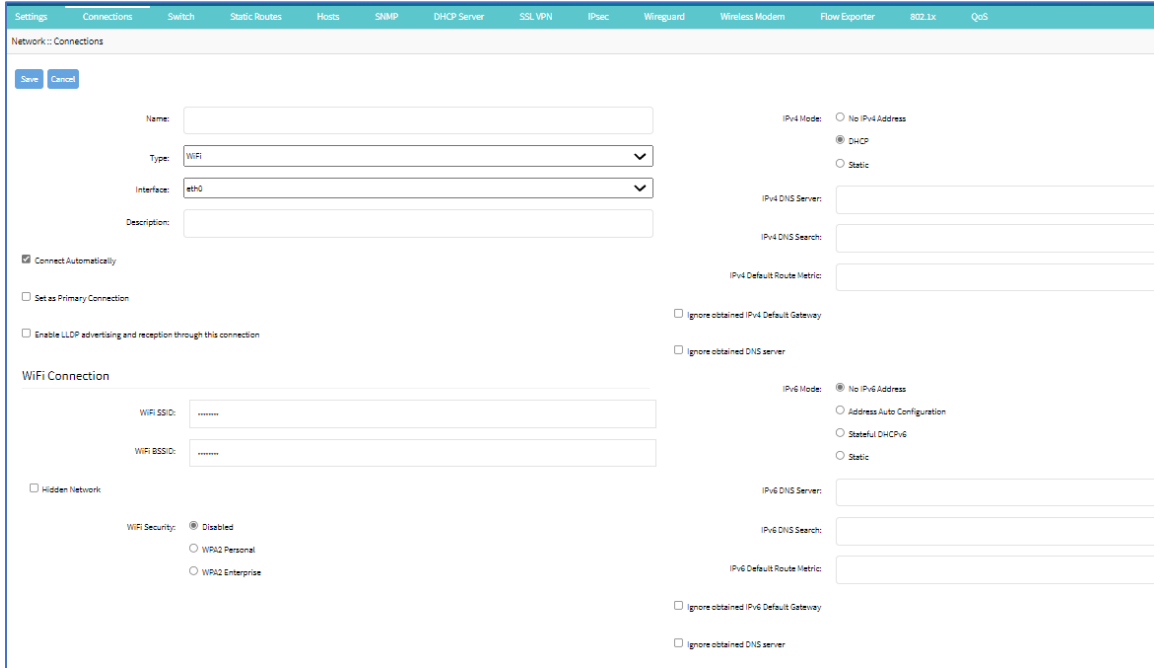 Settings Connections Switch Static Routes Hosts SNMP DHCP Server SSL VPN IPsec Wireguard Wireless Modem Flow Exporter 802.1x QoS
Network :: Connections
Save Cancel
Name:
Type: WiFi
Interface: eth0
Description:
Connect Automatically
Set as Primary Connection
Enable LLDP advertising and reception through this connection
WiFi Connection
WiFi SSID: ........
WiFi BSSID: ........
Hidden Network
WiFi Security: Disabled
WPA2 Personal
WPA2 Enterprise
IPv4 Mode: No IPv4 Address
DHCP
Static
IPv4 DNS Server:
IPv4 DNS Search:
IPv4 Default Route Metric:
Ignore obtained IPv4 Default Gateway
Ignore obtained DNS server
IPv6 Mode: No IPv6 Address
Address Auto Configuration
Stateful DHCPv6
Static
IPv6 DNS Server:
IPv6 DNS Search:
IPv6 Default Route Metric:
Ignore obtained IPv6 Default Gateway
Ignore obtained DNS server